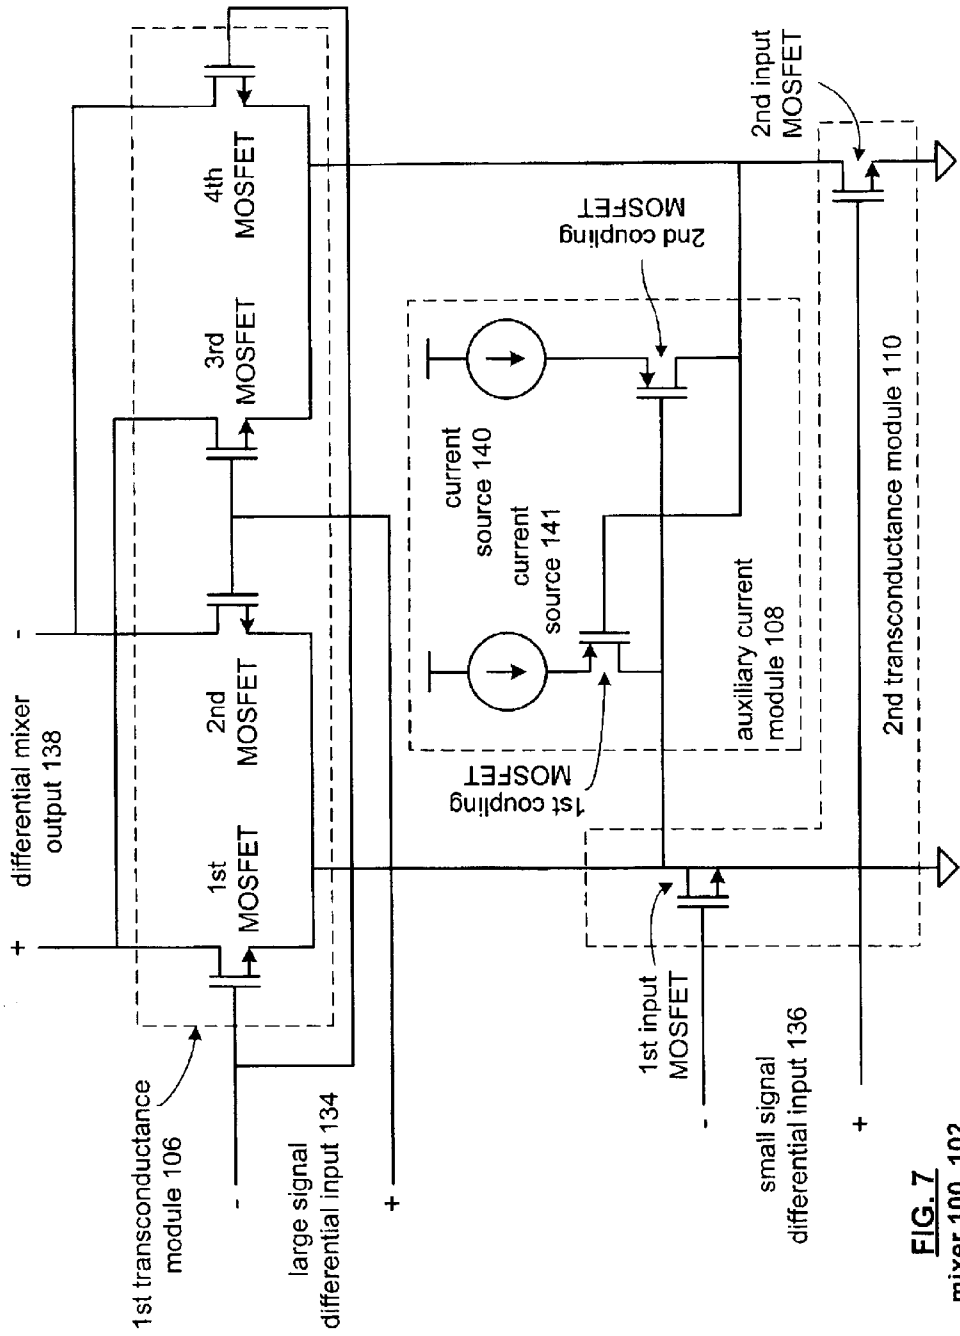 differential mixer
output 138
+
-
1st transconductance
module 106
1st
MOSFET
2nd
MOSFET
3rd
MOSFET
4th
MOSFET
-
large signal
differential input 134
+
current
source 140
current
source 141
1st coupling
MOSFET
2nd coupling
MOSFET
auxiliary current
module 108
1st input
MOSFET
2nd input
MOSFET
-
small signal
differential input 136
+
2nd transconductance module 110
FIG. 7
mixer 100, 102